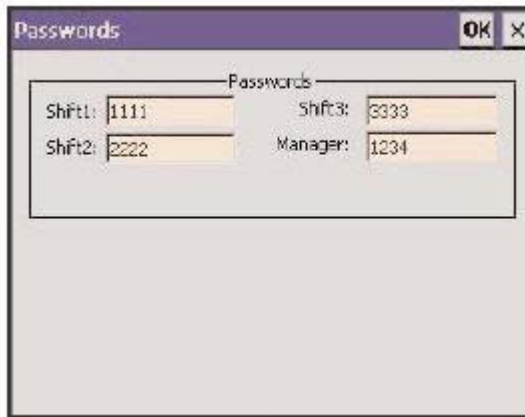 Passwords OK ×
Passwords
Shift1: 1111 Shift3: 3333
Shift2: 2222 Manager: 1234